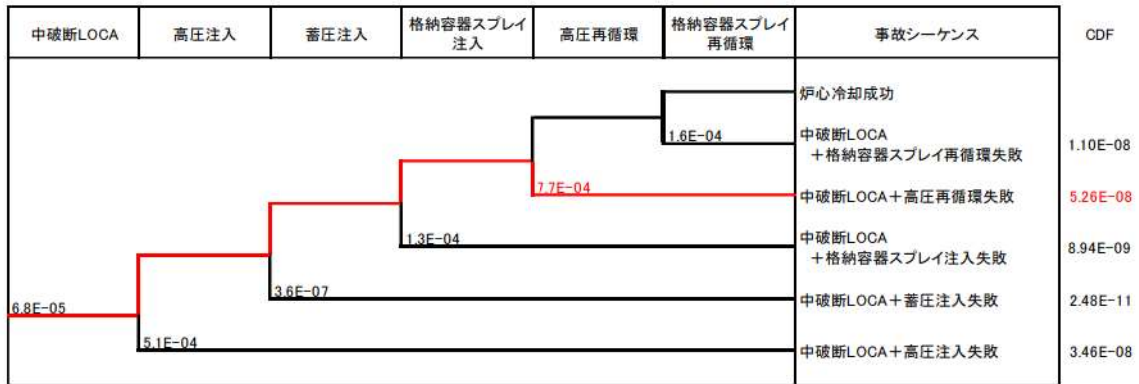 中破断LOCA
高圧注入
蓄圧注入
格納容器スプレイ
注入
高圧再循環
格納容器スプレイ
再循環
事故シーケンス
CDF
炉心冷却成功
1.6E-04
中破断LOCA
＋格納容器スプレイ再循環失敗
1.10E-08
7.7E-04
中破断LOCA＋高圧再循環失敗
5.26E-08
1.3E-04
中破断LOCA
＋格納容器スプレイ注入失敗
8.94E-09
3.6E-07
中破断LOCA＋蓄圧注入失敗
2.48E-11
6.8E-05
5.1E-04
中破断LOCA＋高圧注入失敗
3.46E-08